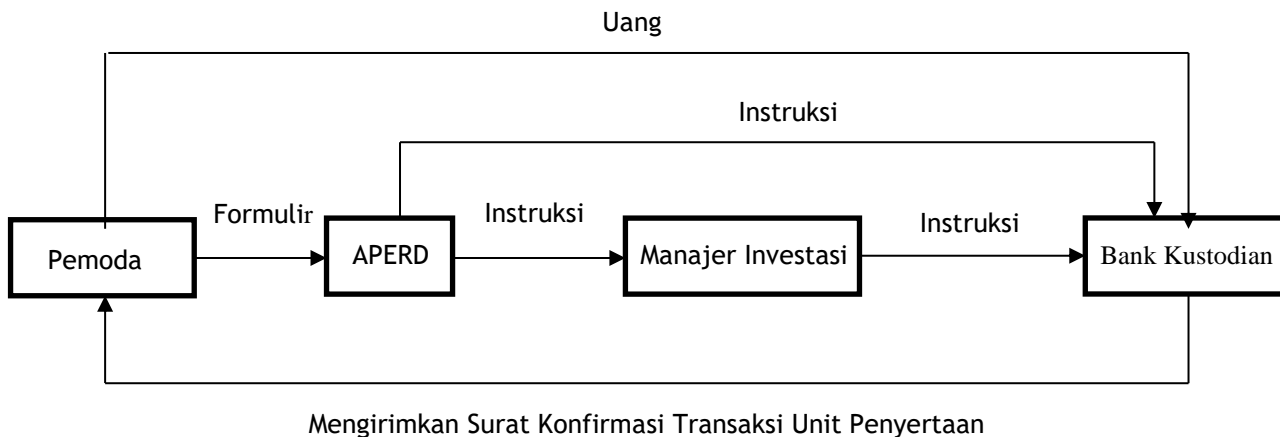 Uang
Instruksi
Formulir
Instruksi
Instruksi
Pemoda
APERD
Manajer Investasi
Bank Kustodian
Mengirimkan Surat Konfirmasi Transaksi Unit Penyertaan